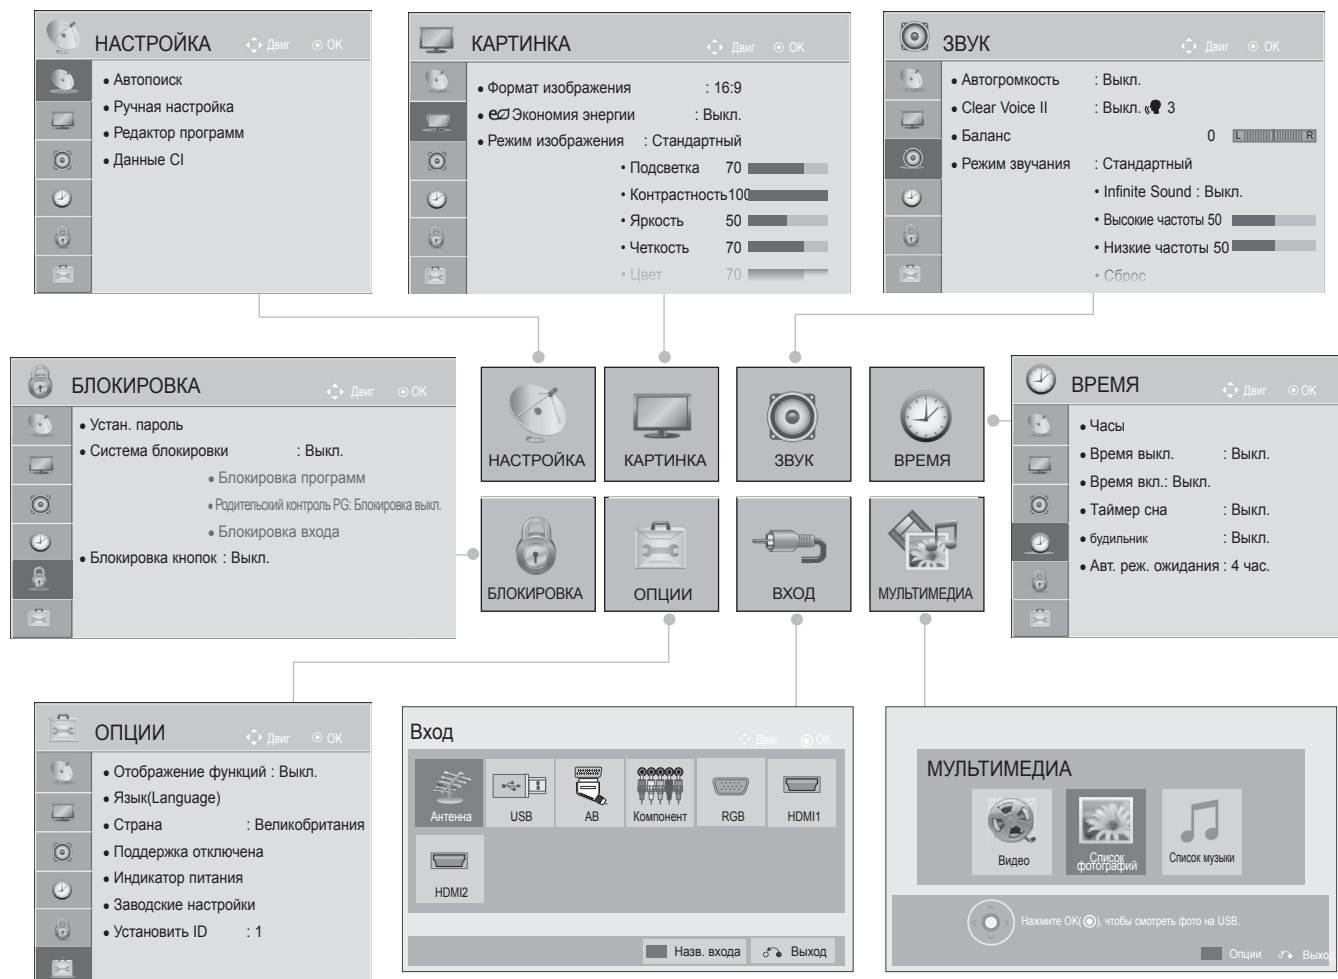 НАСТРОЙКА Двиг OK
• Автопоиск
• Ручная настройка
• Редактор программ
• Данные CI
КАРТИНКА Двиг OK
• Формат изображения : 16:9
• Экономия энергии : Выкл.
• Режим изображения : Стандартный
• Подсветка 70
• Контрастность100
• Яркость 50
• Четкость 70
• Цвет 70
ЗВУК Двиг OK
• Автогромкость : Выкл.
• Clear Voice II : Выкл. 3
• Баланс 0 L R
• Режим звучания : Стандартный
• Infinite Sound : Выкл.
• Высокие частоты 50
• Низкие частоты 50
• Сброс
БЛОКИРОВКА Двиг OK
• Устан. пароль
• Система блокировки : Выкл.
• Блокировка программ
• Родительский контроль PG: Блокировка выкл.
• Блокировка входа
• Блокировка кнопок : Выкл.
НАСТРОЙКА
КАРТИНКА
ЗВУК
ВРЕМЯ
БЛОКИРОВКА
ОПЦИИ
ВХОД
МУЛЬТИМЕДИА
ВРЕМЯ Двиг OK
• Часы
• Время выкл. : Выкл.
• Время вкл.: Выкл.
• Таймер сна : Выкл.
• будильник : Выкл.
• Авт. реж. ожидания : 4 час.
ОПЦИИ Двиг OK
• Отображение функций : Выкл.
• Язык(Language)
• Страна : Великобритания
• Поддержка отключена
• Индикатор питания
• Заводские настройки
• Установить ID : 1
Вход Двиг OK
Антенна
USB
АВ
Компонент
RGB
HDMI1
HDMI2
Назв. входа Выход
МУЛЬТИМЕДИА
Видео
Список
фотографий
Список музыки
Нажмите OK(), чтобы смотреть фото на USB.
Опции Выход